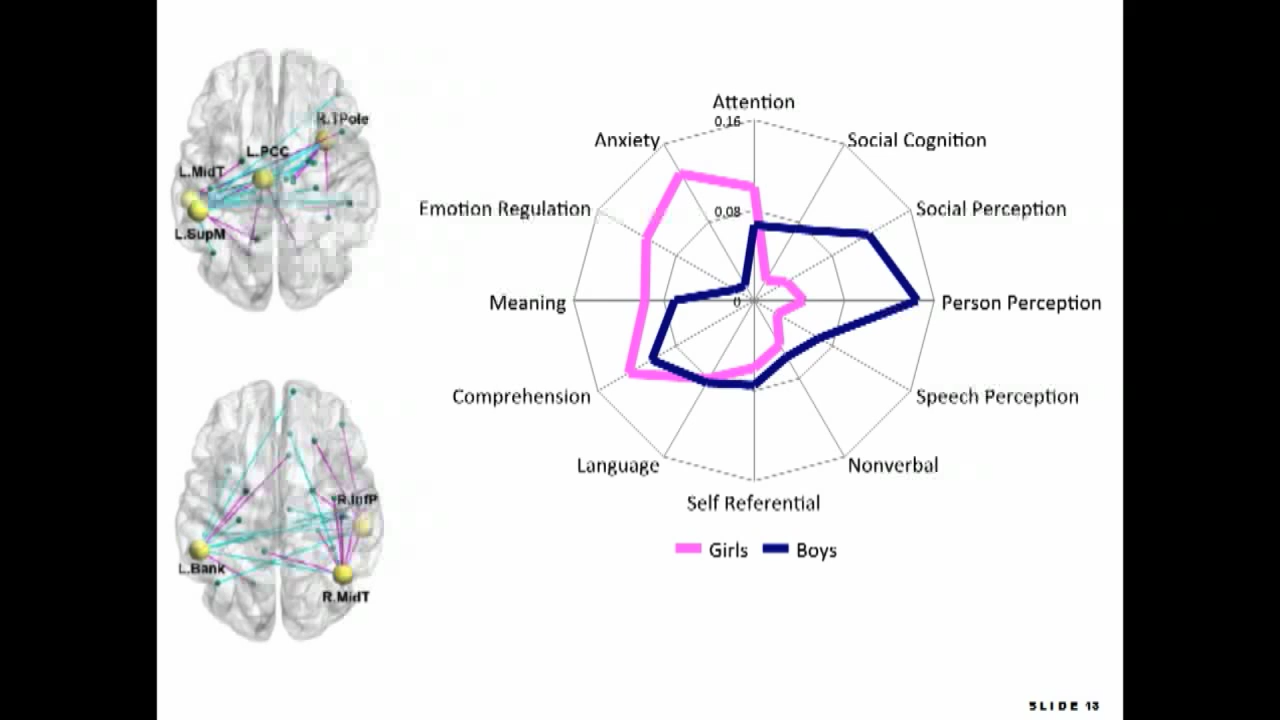 R.TPole
L.PCC
L.MidT
L.SupM
R.InfP
L.Bank
R.MidT
Attention
0.16
Anxiety
Social Cognition
Emotion Regulation
0.08
Social Perception
Meaning
0
Person Perception
Comprehension
Speech Perception
Language
Nonverbal
Self Referential
Girls Boys
SLIDE 13